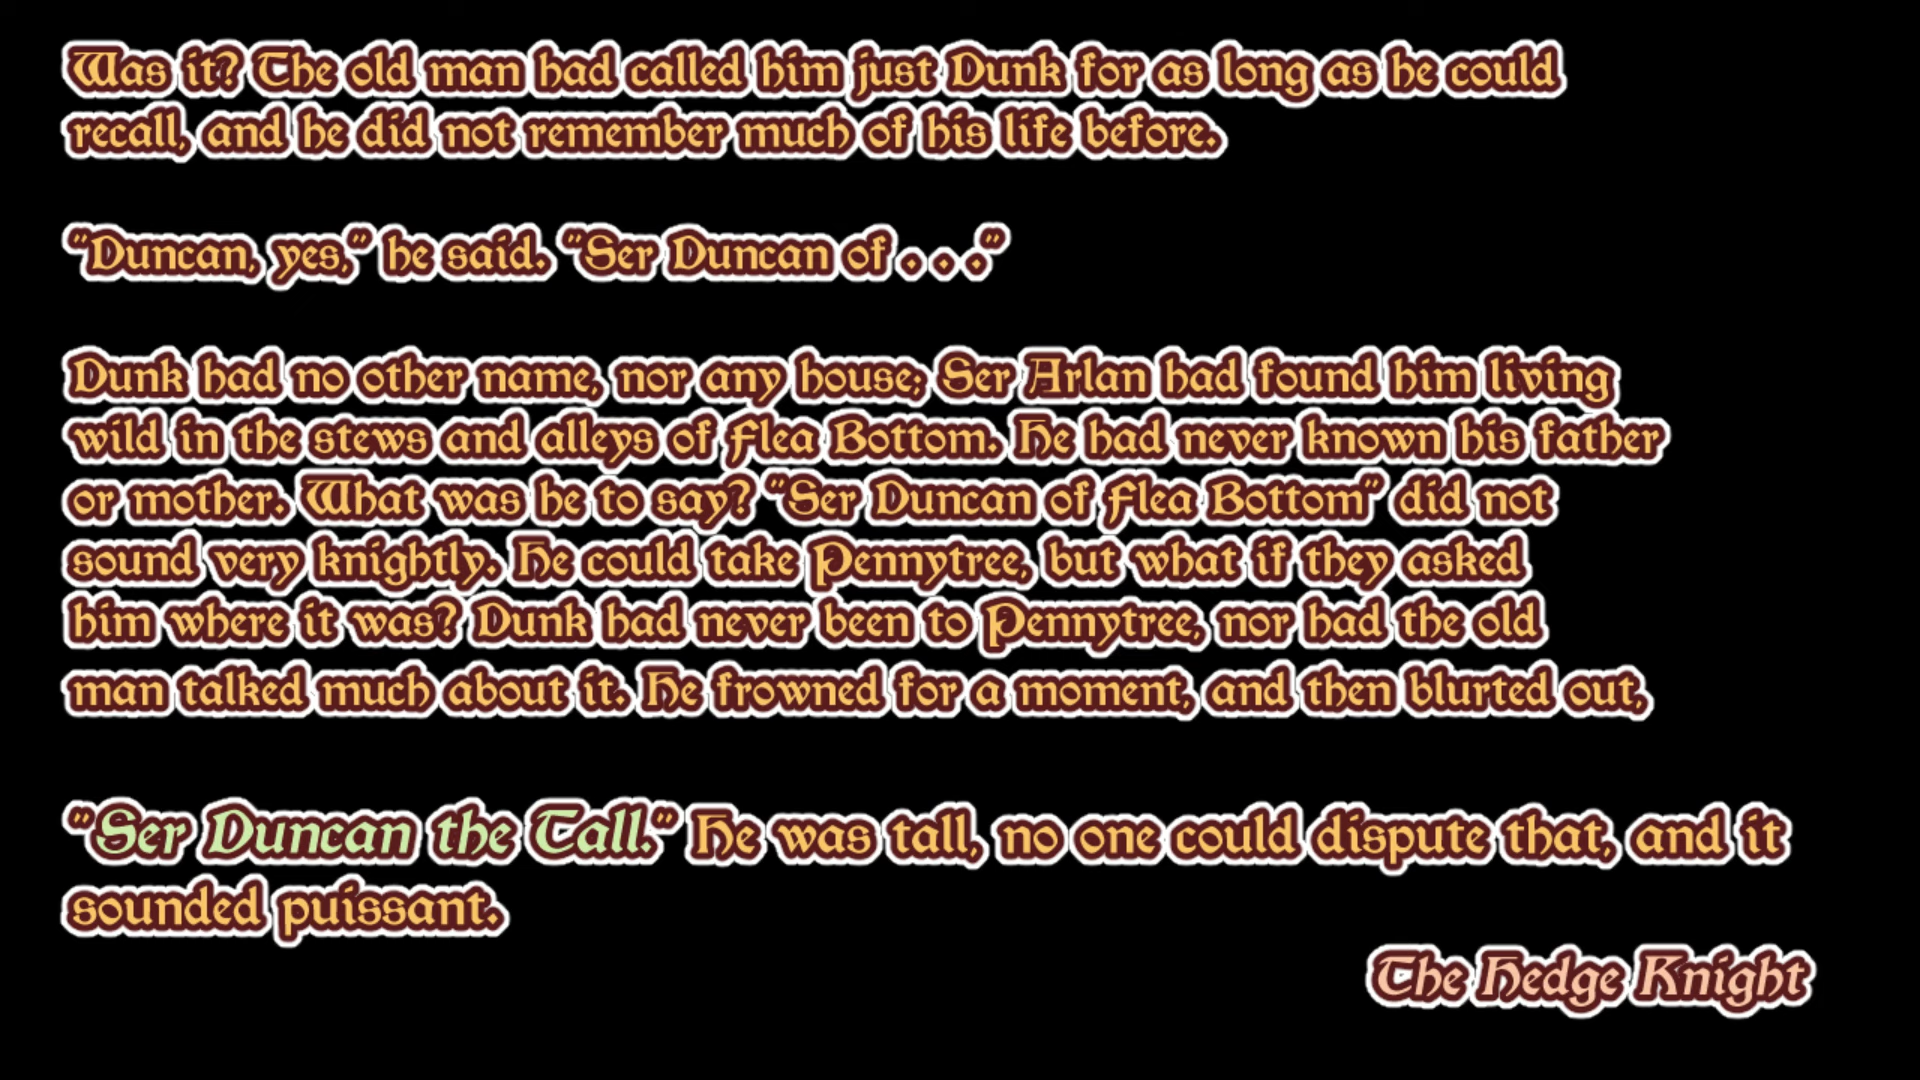 Was it? The old man had called him just Dunk for as long as he could
recall, and he did not remember much of his life before.
"Duncan, yes," he said. "Ser Duncan of . . ."
Dunk had no other name, nor any house; Ser Arlan had found him living
wild in the stews and alleys of Flea Bottom. He had never known his father
or mother. What was he to say? "Ser Duncan of Flea Bottom" did not
sound very knightly. He could take Pennytree, but what if they asked
him where it was? Dunk had never been to Pennytree, nor had the old
man talked much about it. He frowned for a moment, and then blurted out,
"Ser Duncan the Tall." He was tall, no one could dispute that, and it
sounded puissant.
The Hedge Knight